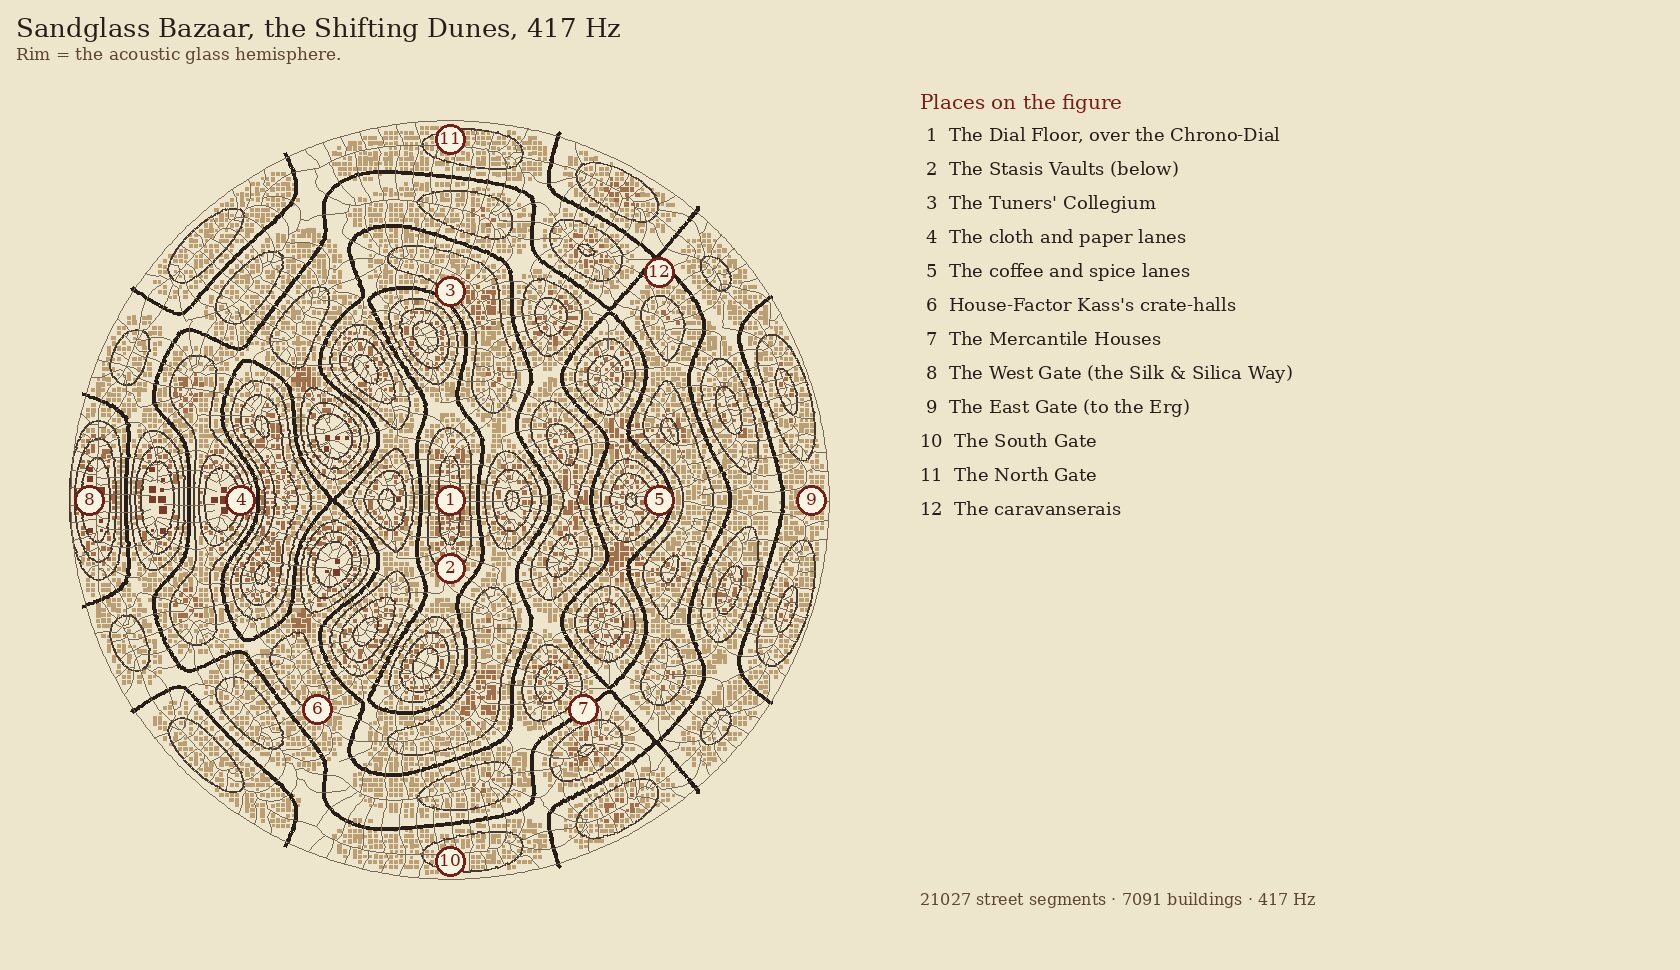 Sandglass Bazaar, the Shifting Dunes, 417 Hz
Rim = the acoustic glass hemisphere.
Places on the figure
1 The Dial Floor, over the Chrono-Dial
2 The Stasis Vaults (below)
3 The Tuners' Collegium
4 The cloth and paper lanes
5 The coffee and spice lanes
6 House-Factor Kass's crate-halls
7 The Mercantile Houses
8 The West Gate (the Silk & Silica Way)
9 The East Gate (to the Erg)
10 The South Gate
11 The North Gate
12 The caravanserais
11
12
3
8
4
1
5
9
2
6
7
10
21027 street segments · 7091 buildings · 417 Hz